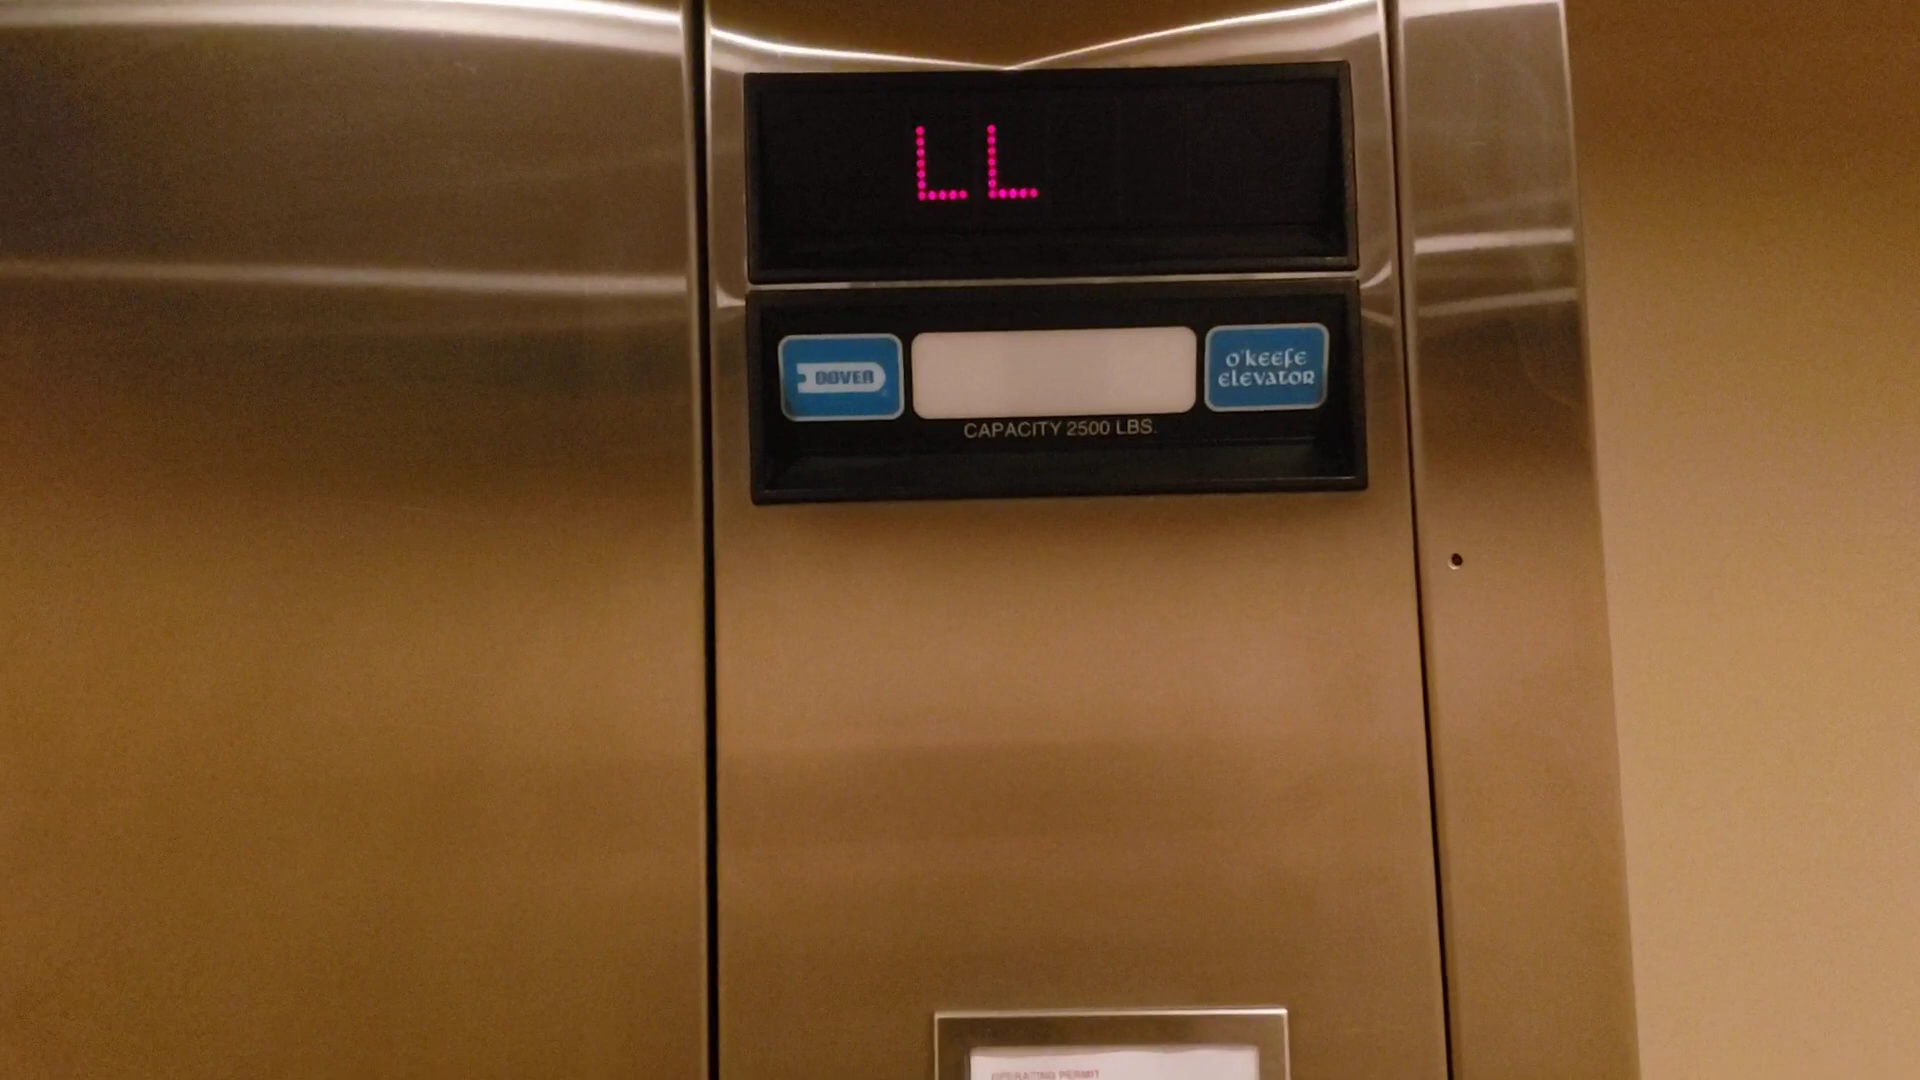 LL
DOVER
O'KEEFE
ELEVATOR
CAPACITY 2500 LBS.
OPERATING PERMIT